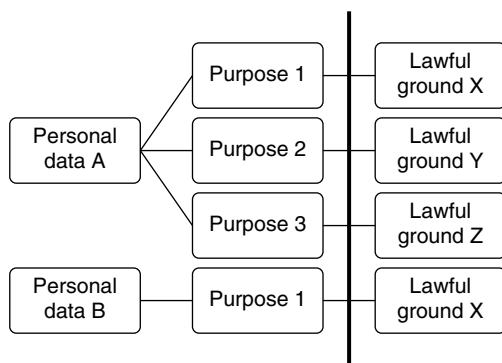 Purpose 1
Lawful
ground X
Personal
data A
Purpose 2
Lawful
ground Y
Purpose 3
Lawful
ground Z
Personal
data B
Purpose 1
Lawful
ground X